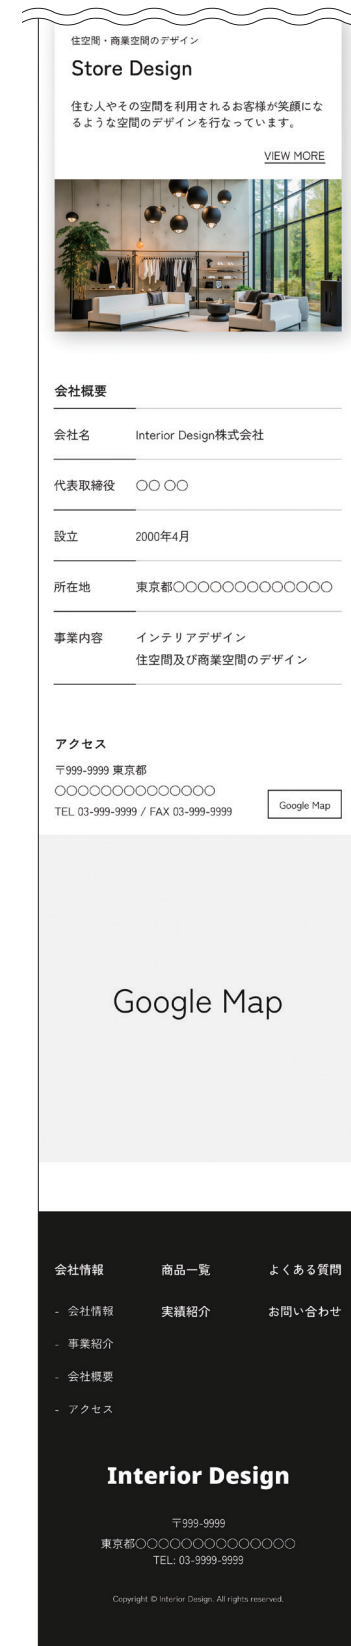 住空間・商業空間のデザイン
Store Design
住む人やその空間を利用されるお客様が笑顔にな
るような空間のデザインを行なっています。
VIEW MORE
会社概要
会社名 Interior Design株式会社
代表取締役 〇〇 〇〇
設立 2000年4月
所在地 東京都〇〇〇〇〇〇〇〇〇〇〇〇〇
事業内容 インテリアデザイン
住空間及び商業空間のデザイン
アクセス
〒999-9999 東京都
〇〇〇〇〇〇〇〇〇〇〇〇〇〇
TEL 03-999-9999 / FAX 03-999-9999
Google Map
Google Map
会社情報 商品一覧 よくある質問
- 会社情報 実績紹介 お問い合わせ
- 事業紹介
- 会社概要
- アクセス
Interior Design
〒999-9999
東京都〇〇〇〇〇〇〇〇〇〇〇〇〇〇
TEL: 03-9999-9999
Copyright © Interior Design. All rights reserved.